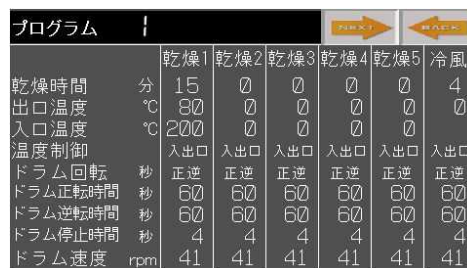 プログラム 1 NEXT BACK
乾燥1 乾燥2 乾燥3 乾燥4 乾燥5 冷風
乾燥時間 分 15 0 0 0 0 4
出口温度 ℃ 80 0 0 0 0 0
入口温度 ℃ 200 0 0 0 0
温度制御 入出口 入出口 入出口 入出口 入出口 入出口
ドラム回転 秒 正逆 正逆 正逆 正逆 正逆 正逆
ドラム正転時間 秒 60 60 60 60 60 60
ドラム逆転時間 秒 60 60 60 60 60 60
ドラム停止時間 秒 4 4 4 4 4 4
ドラム速度 rpm 41 41 41 41 41 41